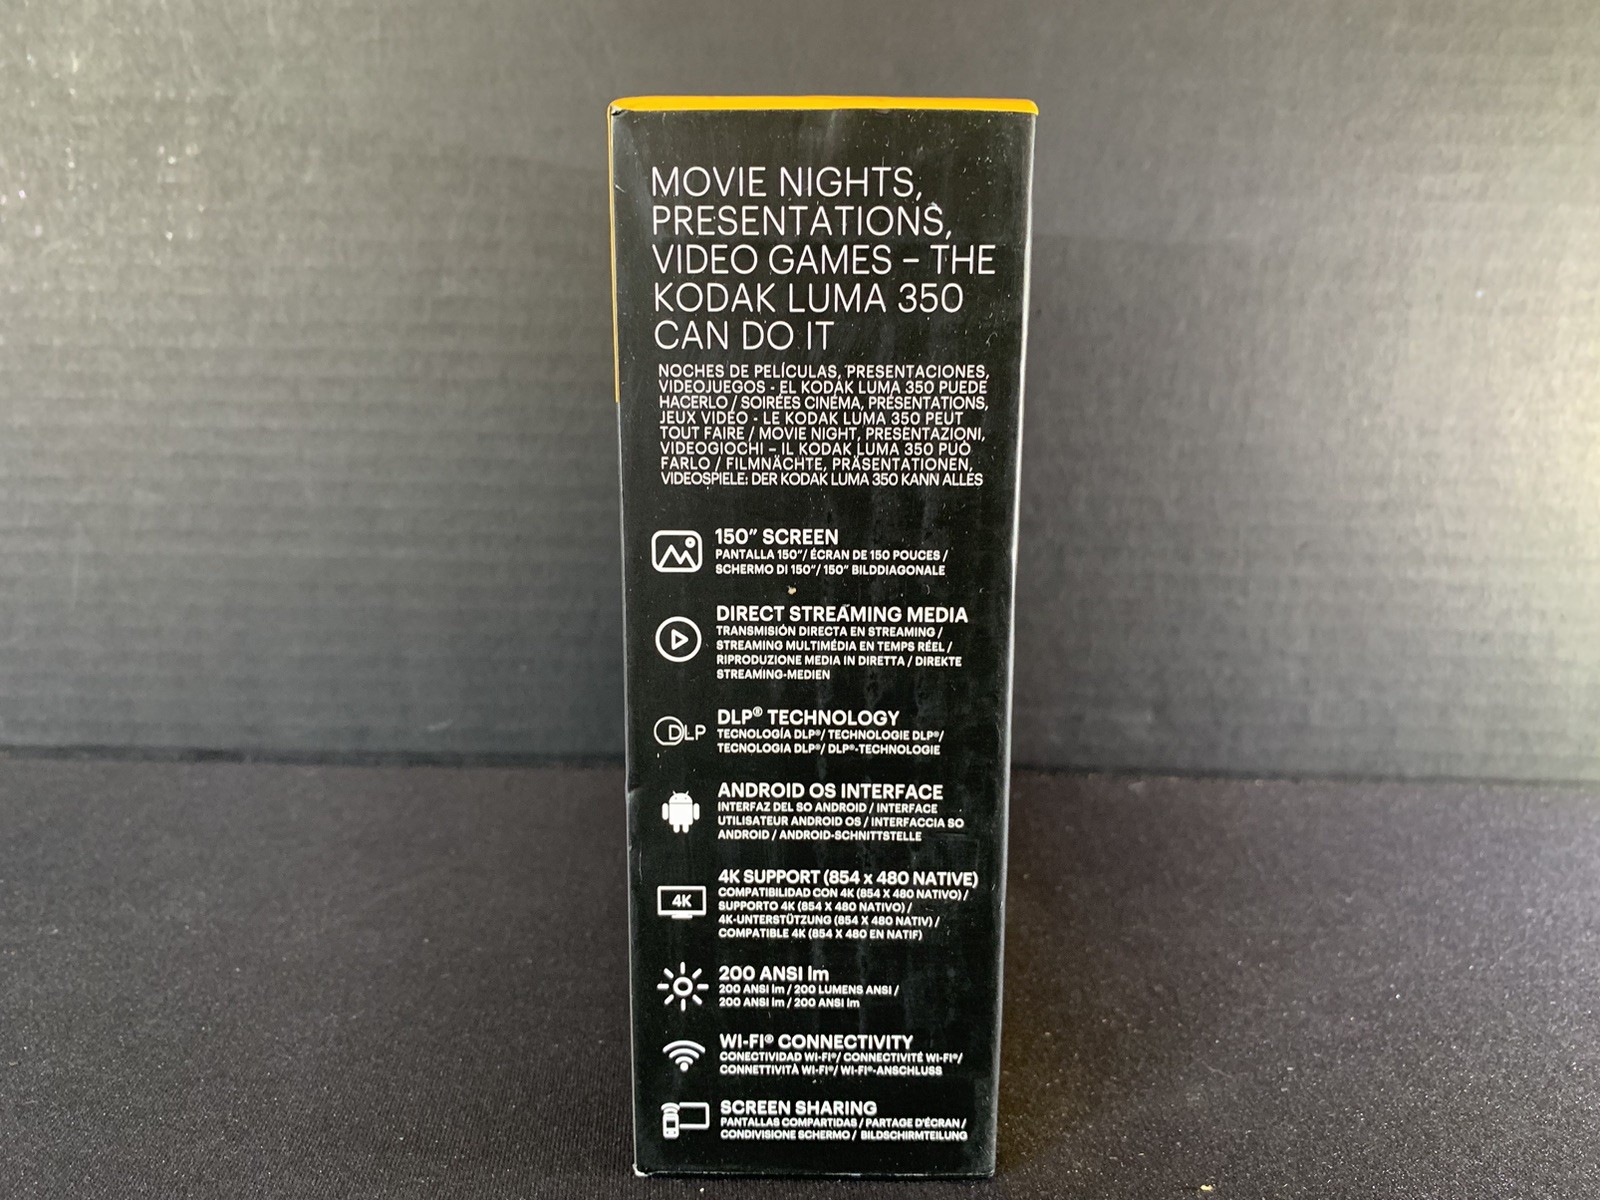 MOVIE NIGHTS,
PRESENTATIONS,
VIDEO GAMES – THE
KODAK LUMA 350
CAN DO IT
NOCHES DE PELÍCULAS, PRESENTACIONES,
VIDEOJUEGOS - EL KODAK LUMA 350 PUEDE
HACERLO / SOIRÉES CINÉMA, PRÉSENTATIONS,
JEUX VIDÉO - LE KODAK LUMA 350 PEUT
TOUT FAIRE / MOVIE NIGHT, PRESENTAZIONI,
VIDEOGIOCHI – IL KODAK LUMA 350 PUÒ
FARLO / FILMNÄCHTE, PRÄSENTATIONEN,
VIDEOSPIELE: DER KODAK LUMA 350 KANN ALLES
150” SCREEN
PANTALLA 150”/ ÉCRAN DE 150 POUCES /
SCHERMO DI 150”/ 150” BILDDIAGONALE
DIRECT STREAMING MEDIA
TRANSMISIÓN DIRECTA EN STREAMING /
STREAMING MULTIMÉDIA EN TEMPS RÉEL /
RIPRODUZIONE MEDIA IN DIRETTA / DIREKTE
STREAMING-MEDIEN
DLP
DLP® TECHNOLOGY
TECNOLOGÍA DLP®/ TECHNOLOGIE DLP®/
TECNOLOGIA DLP®/ DLP®-TECHNOLOGIE
ANDROID OS INTERFACE
INTERFAZ DEL SO ANDROID / INTERFACE
UTILISATEUR ANDROID OS / INTERFACCIA SO
ANDROID / ANDROID-SCHNITTSTELLE
4K
4K SUPPORT (854 x 480 NATIVE)
COMPATIBILIDAD CON 4K (854 X 480 NATIVO) /
SUPPORTO 4K (854 X 480 NATIVO) /
4K-UNTERSTÜTZUNG (854 X 480 NATIV) /
COMPATIBLE 4K (854 X 480 EN NATIF)
200 ANSI lm
200 ANSI lm / 200 LUMENS ANSI /
200 ANSI lm / 200 ANSI lm
WI-FI® CONNECTIVITY
CONECTIVIDAD WI-FI®/ CONNECTIVITÉ WI-FI®/
CONNETTIVITÀ WI-FI®/ WI-FI®-ANSCHLUSS
SCREEN SHARING
PANTALLAS COMPARTIDAS / PARTAGE D'ÉCRAN /
CONDIVISIONE SCHERMO / BILDSCHIRMTEILUNG